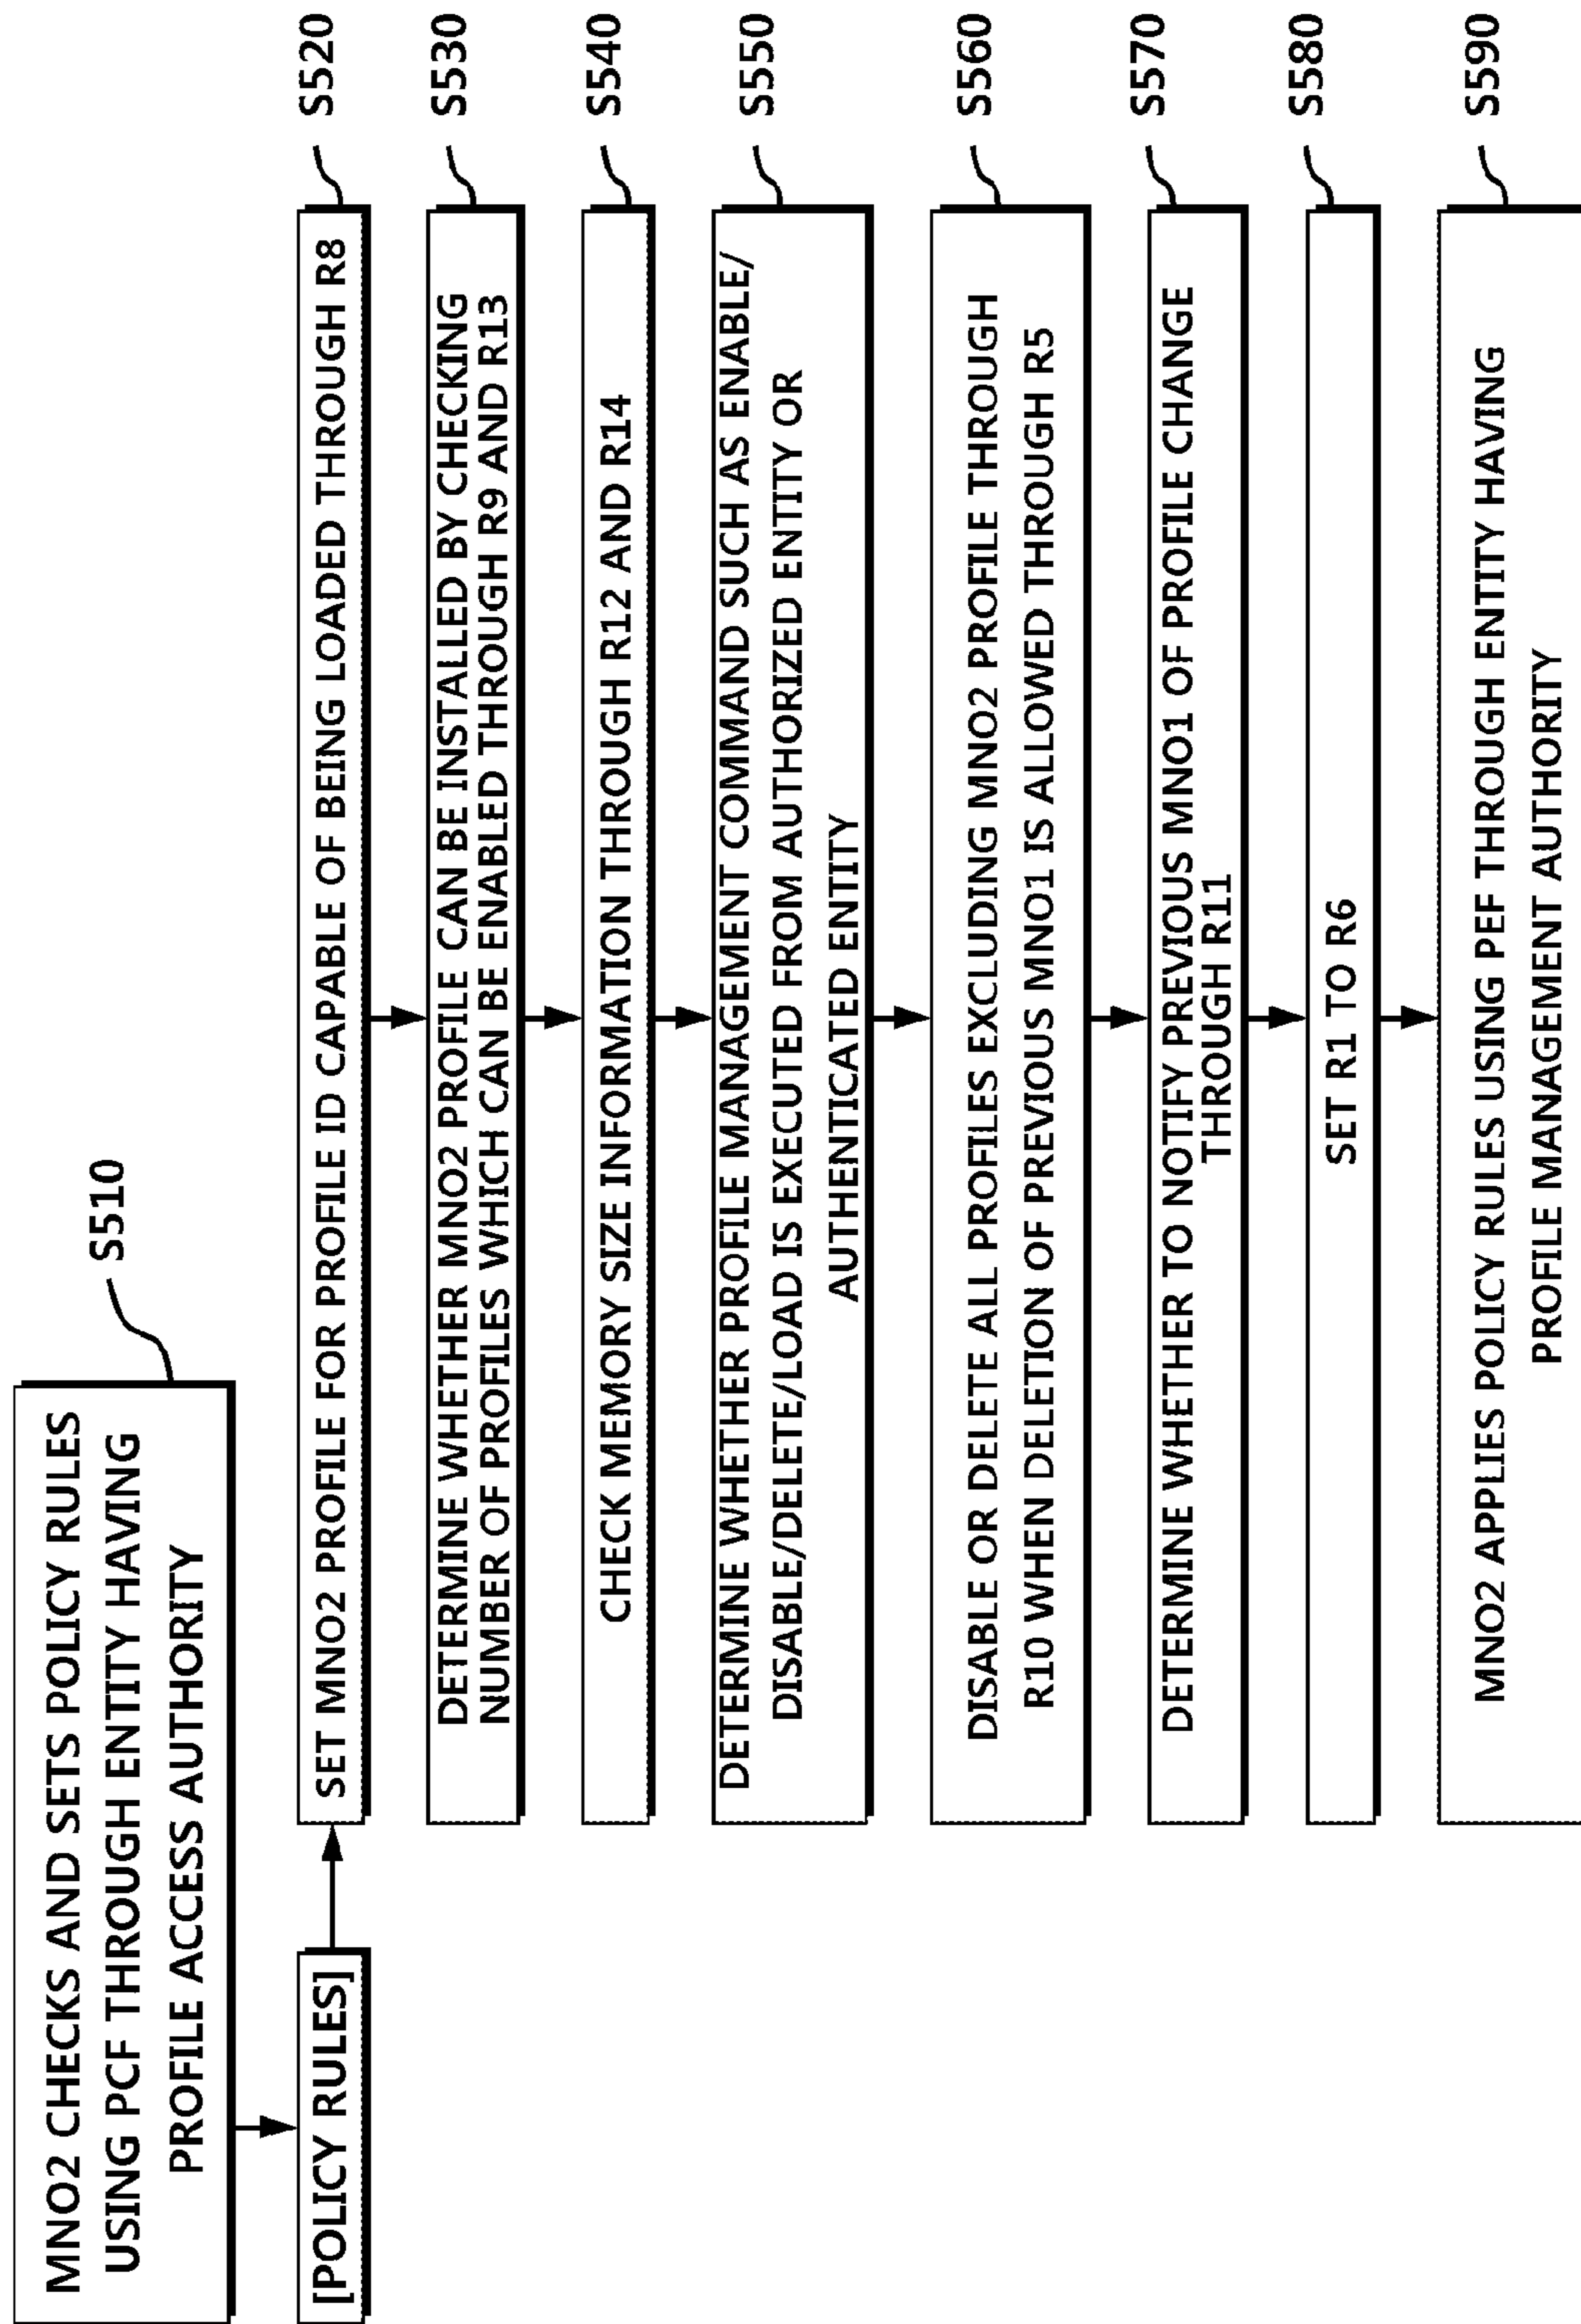 MNO2 CHECKS AND SETS POLICY RULES
USING PCF THROUGH ENTITY HAVING
PROFILE ACCESS AUTHORITY
S510
[POLICY RULES]
SET MNO2 PROFILE FOR PROFILE ID CAPABLE OF BEING LOADED THROUGH R8
S520
DETERMINE WHETHER MNO2 PROFILE CAN BE INSTALLED BY CHECKING
NUMBER OF PROFILES WHICH CAN BE ENABLED THROUGH R9 AND R13
S530
CHECK MEMORY SIZE INFORMATION THROUGH R12 AND R14
S540
DETERMINE WHETHER PROFILE MANAGEMENT COMMAND SUCH AS ENABLE/
DISABLE/DELETE/LOAD IS EXECUTED FROM AUTHORIZED ENTITY OR
AUTHENTICATED ENTITY
S550
DISABLE OR DELETE ALL PROFILES EXCLUDING MNO2 PROFILE THROUGH
R10 WHEN DELETION OF PREVIOUS MNO1 IS ALLOWED THROUGH R5
S560
DETERMINE WHETHER TO NOTIFY PREVIOUS MNO1 OF PROFILE CHANGE
THROUGH R11
S570
SET R1 TO R6
S580
MNO2 APPLIES POLICY RULES USING PEF THROUGH ENTITY HAVING
PROFILE MANAGEMENT AUTHORITY
S590